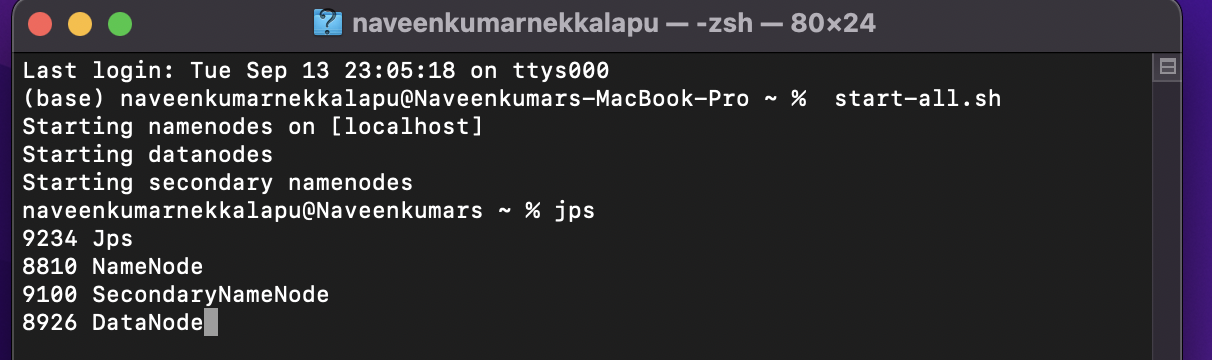 naveenkumarnekkalapu — -zsh — 80×24
Last login: Tue Sep 13 23:05:18 on ttys000
(base) naveenkumarnekkalapu@Naveenkumars-MacBook-Pro ~ %  start-all.sh
Starting namenodes on [localhost]
Starting datanodes
Starting secondary namenodes
naveenkumarnekkalapu@Naveenkumars ~ % jps
9234 Jps
8810 NameNode
9100 SecondaryNameNode
8926 DataNode